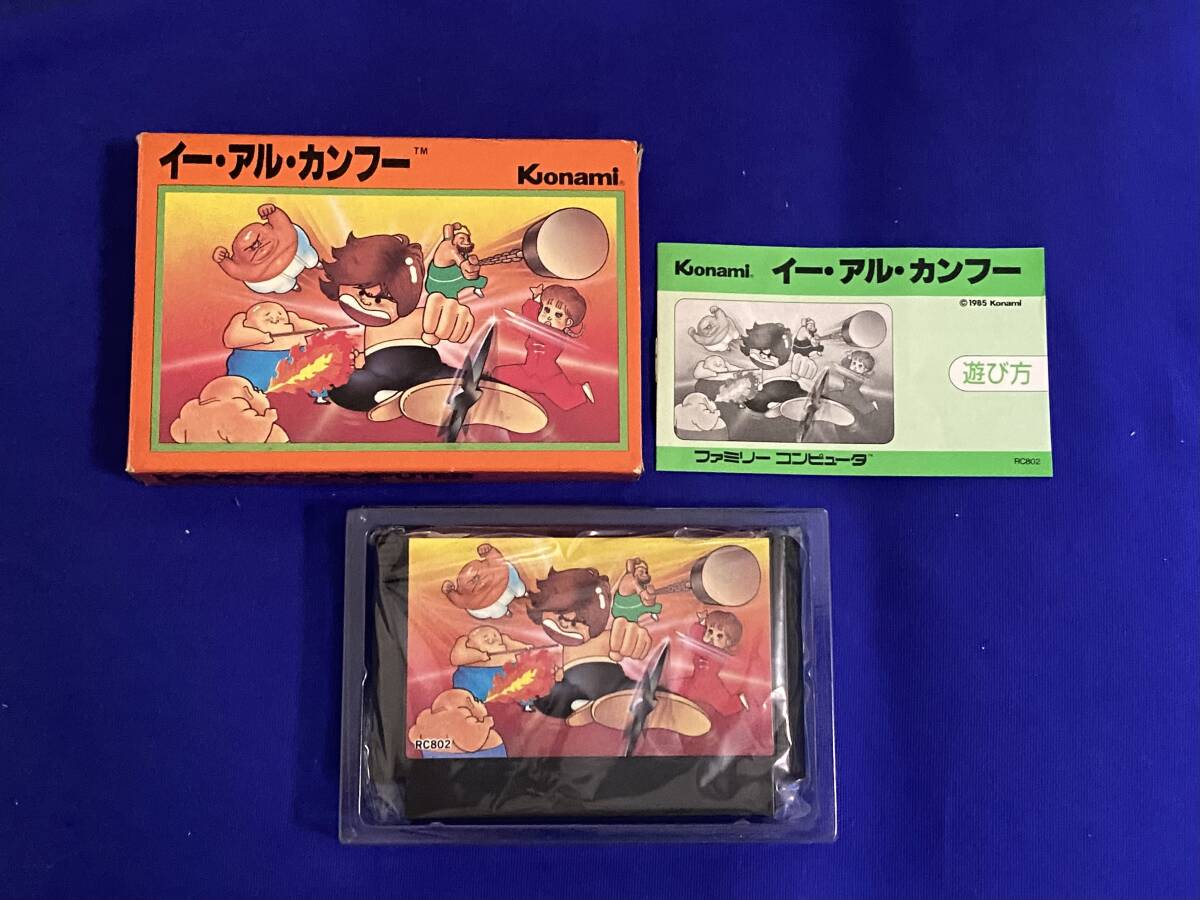 イー・アル・カンフー™
Konami®
Konami® イー・アル・カンフー
©1985 Konami
遊び方
ファミリー コンピュータ™
RC802
RC802